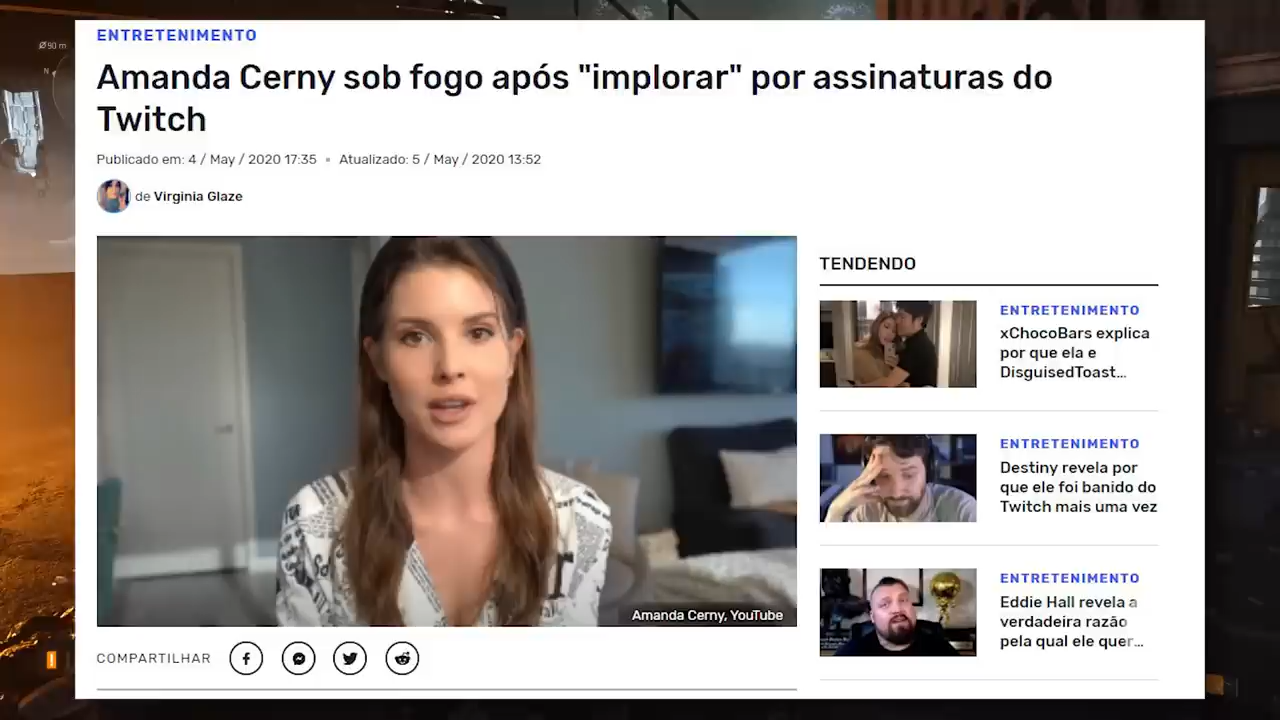 Ø 90 m
N
ENTRETENIMENTO
Amanda Cerny sob fogo após "implorar" por assinaturas do
Twitch
Publicado em: 4 / May / 2020 17:35 • Atualizado: 5 / May / 2020 13:52
de Virginia Glaze
Amanda Cerny, YouTube
COMPARTILHAR
TENDENDO
ENTRETENIMENTO
xChocoBars explica
por que ela e
DisguisedToast...
ENTRETENIMENTO
Destiny revela por
que ele foi banido do
Twitch mais uma vez
ENTRETENIMENTO
Eddie Hall revela a
verdadeira razão
pela qual ele quer...